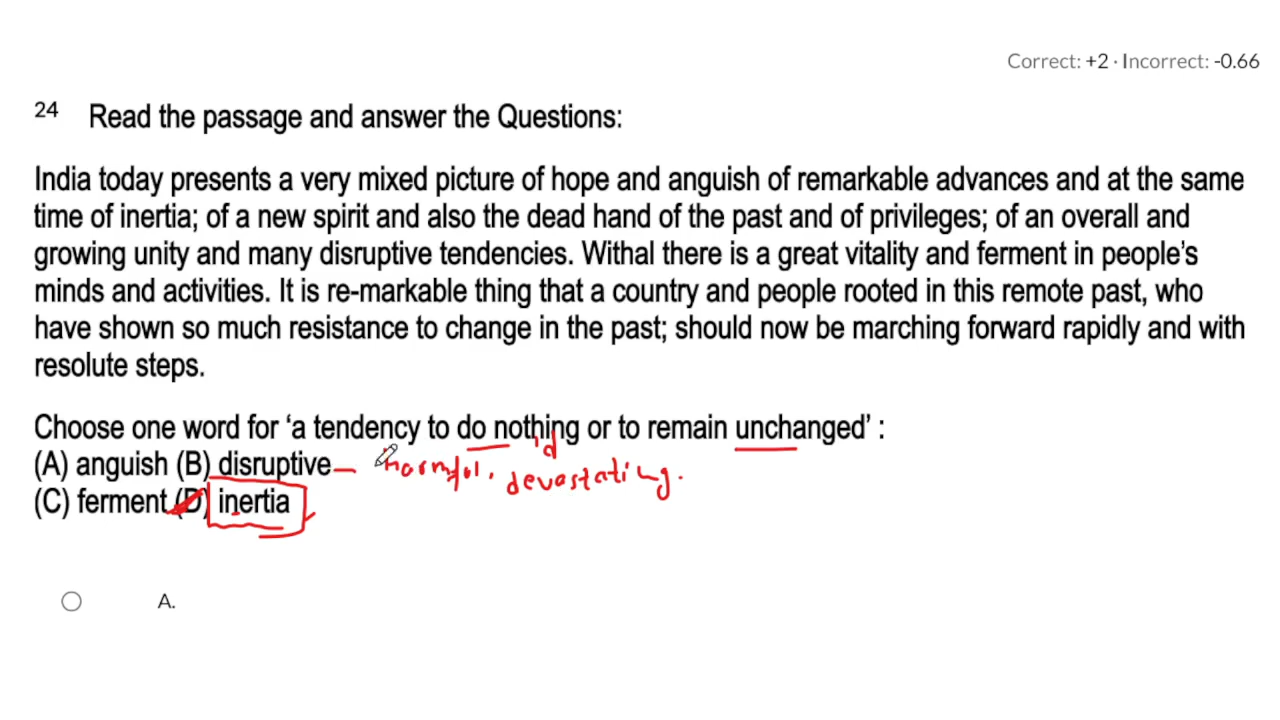 Correct: +2 · Incorrect: -0.66
24 Read the passage and answer the Questions:
India today presents a very mixed picture of hope and anguish of remarkable advances and at the same
time of inertia; of a new spirit and also the dead hand of the past and of privileges; of an overall and
growing unity and many disruptive tendencies. Withal there is a great vitality and ferment in people's
minds and activities. It is re-markable thing that a country and people rooted in this remote past, who
have shown so much resistance to change in the past; should now be marching forward rapidly and with
resolute steps.
Choose one word for 'a tendency to do nothing or to remain unchanged' :
(A) anguish (B) disruptive – harmful. devastating.
(C) ferment (D) inertia
A.